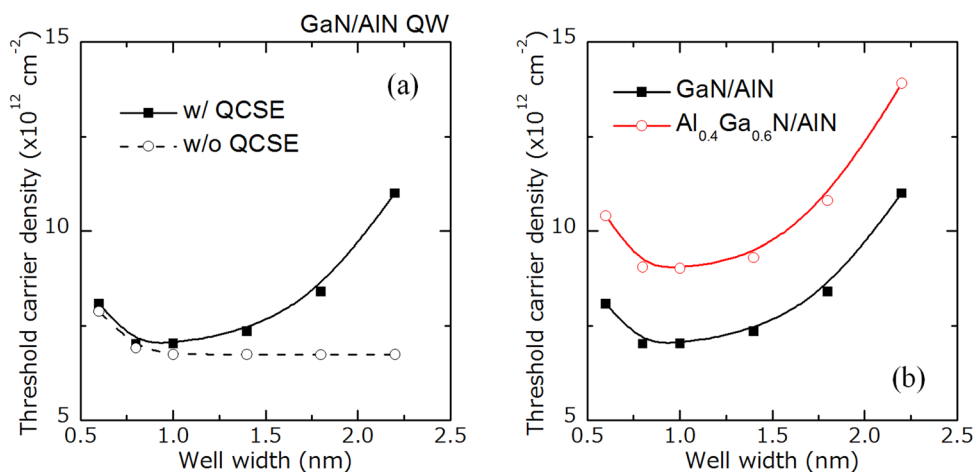 GaN/AlN QW
15
10
5
Threshold carrier density (x10¹² cm⁻²)
(a)
w/ QCSE
w/o QCSE
0.5 1.0 1.5 2.0 2.5
Well width (nm)
15
10
5
Threshold carrier density (x10¹² cm⁻²)
GaN/AlN
Al₀.₄Ga₀.₆N/AlN
(b)
0.5 1.0 1.5 2.0 2.5
Well width (nm)